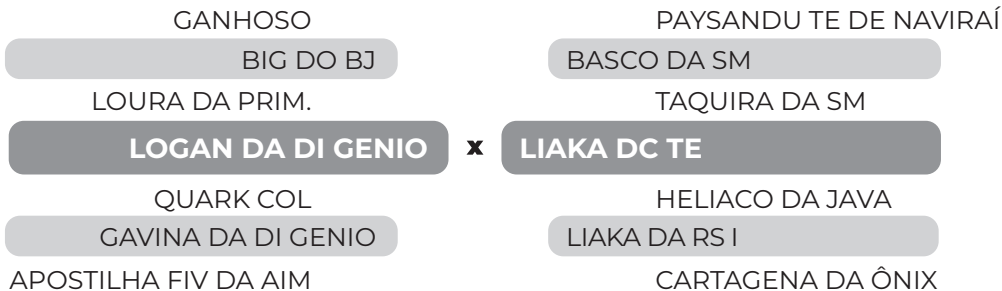 GANHOSO PAYSANDU TE DE NAVIRAÍ
BIG DO BJ BASCO DA SM
LOURA DA PRIM. TAQUIRA DA SM
LOGAN DA DI GENIO x LIAKA DC TE
QUARK COL HELIACO DA JAVA
GAVINA DA DI GENIO LIAKA DA RS I
APOSTILHA FIV DA AIM CARTAGENA DA ÔNIX